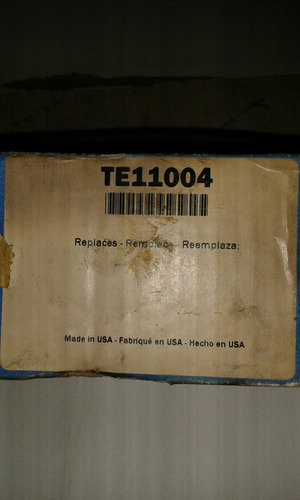 TE11004
Replaces - Remplace - Reemplaza:
Made in USA - Fabriqué en USA - Hecho en USA